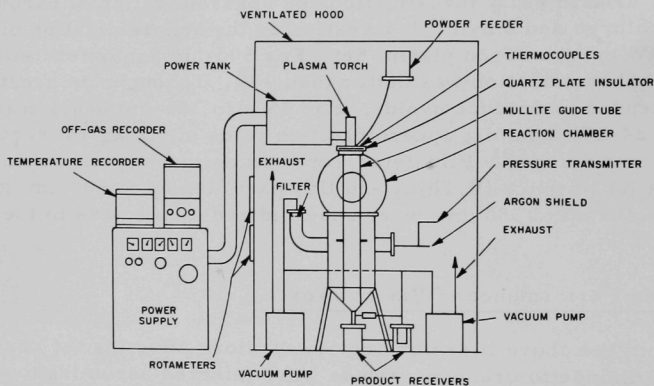 VENTILATED HOOD
POWDER FEEDER
POWER TANK
PLASMA TORCH
THERMOCOUPLES
QUARTZ PLATE INSULATOR
MULLITE GUIDE TUBE
REACTION CHAMBER
OFF-GAS RECORDER
TEMPERATURE RECORDER
EXHAUST
PRESSURE TRANSMITTER
FILTER
ARGON SHIELD
EXHAUST
POWER
SUPPLY
VACUUM PUMP
ROTAMETERS
VACUUM PUMP
PRODUCT RECEIVERS